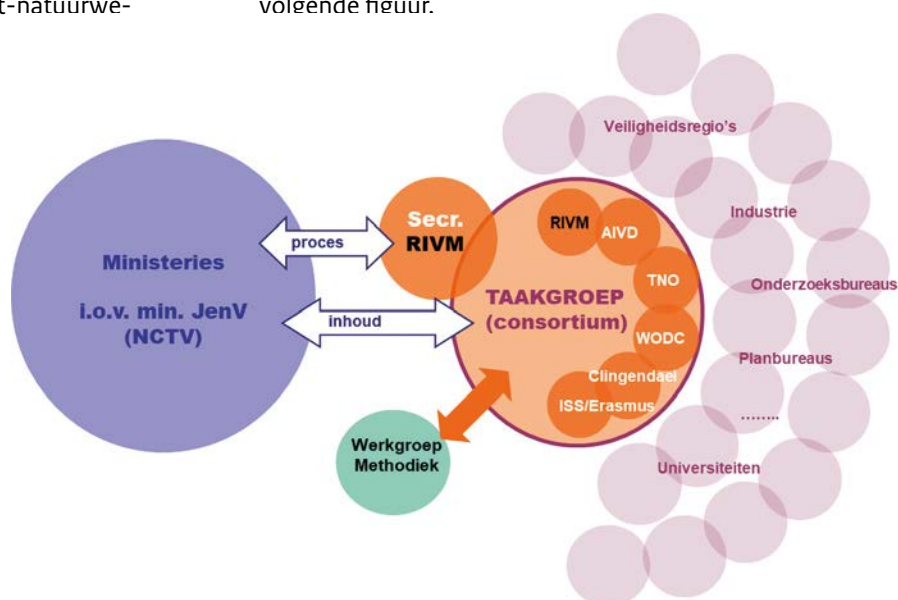 t-natuurwe-
volgende figuur.
Veiligheidsregio's
Industrie
Onderzoeksbureaus
Planbureaus
........
Universiteiten
Ministeries
i.o.v. min. JenV
(NCTV)
proces
inhoud
Secr.
RIVM
TAAKGROEP
(consortium)
RIVM
AIVD
TNO
WODC
Clingendael
ISS/Erasmus
Werkgroep
Methodiek